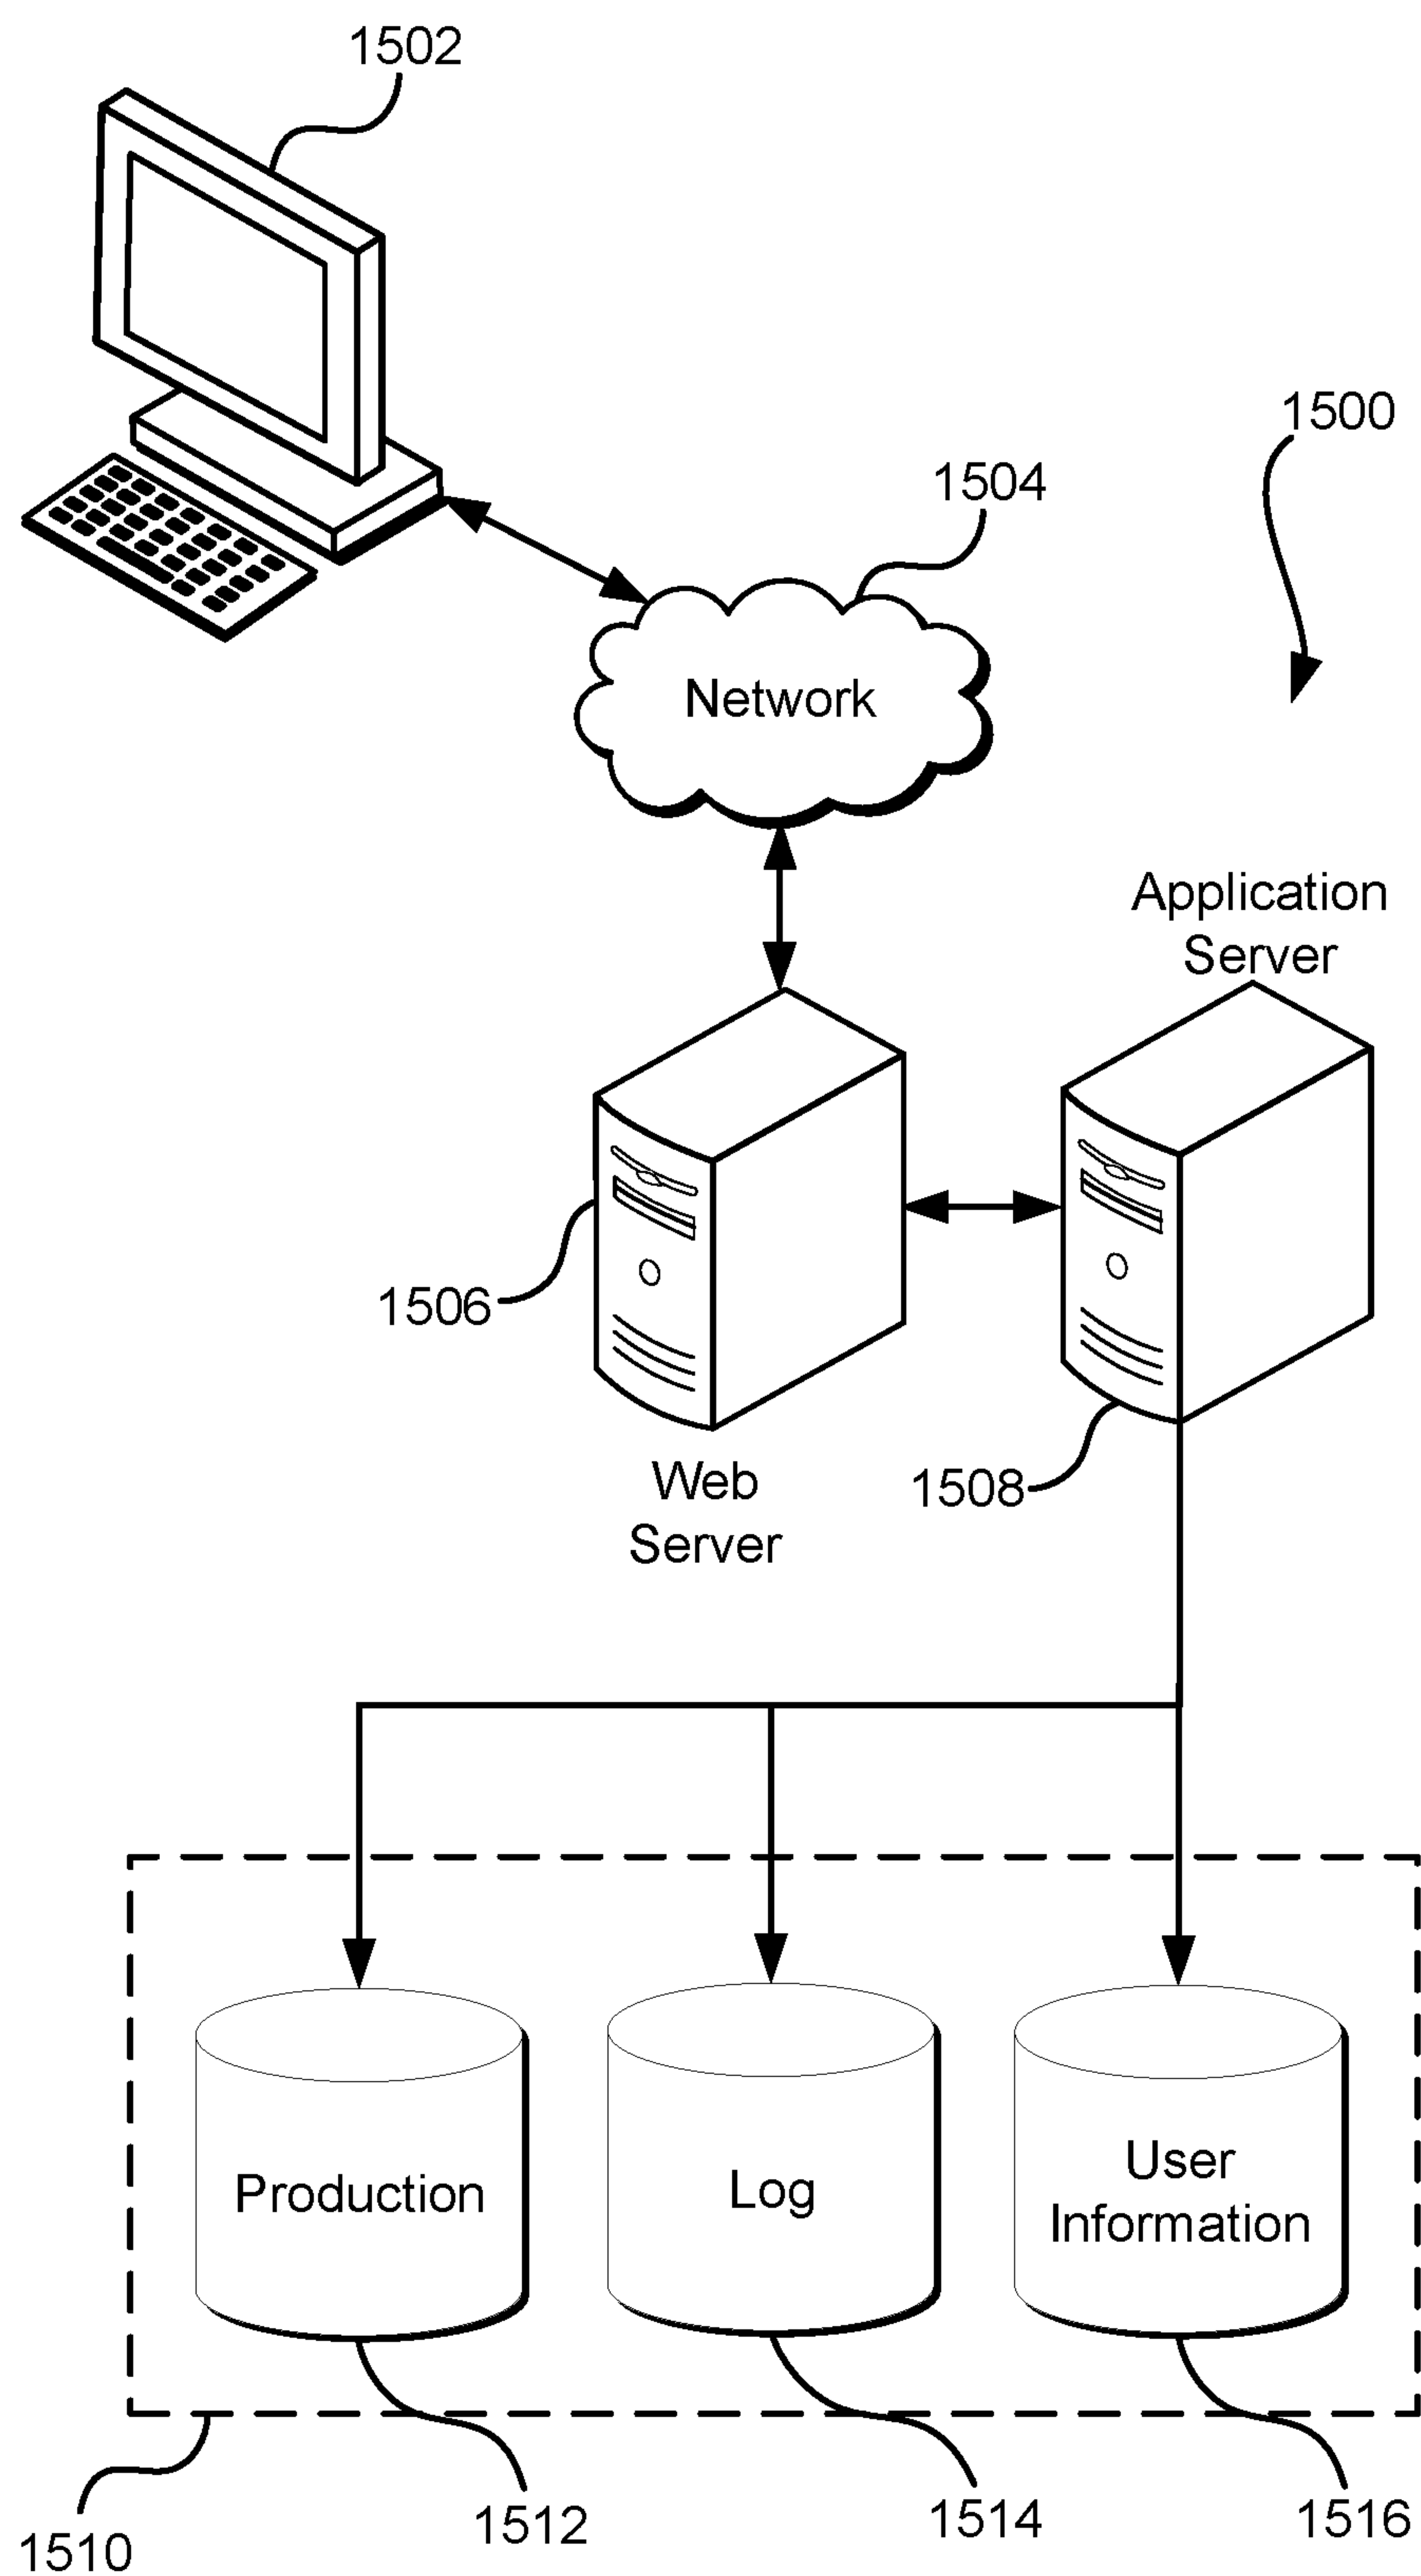 1502
1500
1504
Network
Application
Server
1506
1508
Web
Server
Production
Log
User
Information
1510
1512
1514
1516